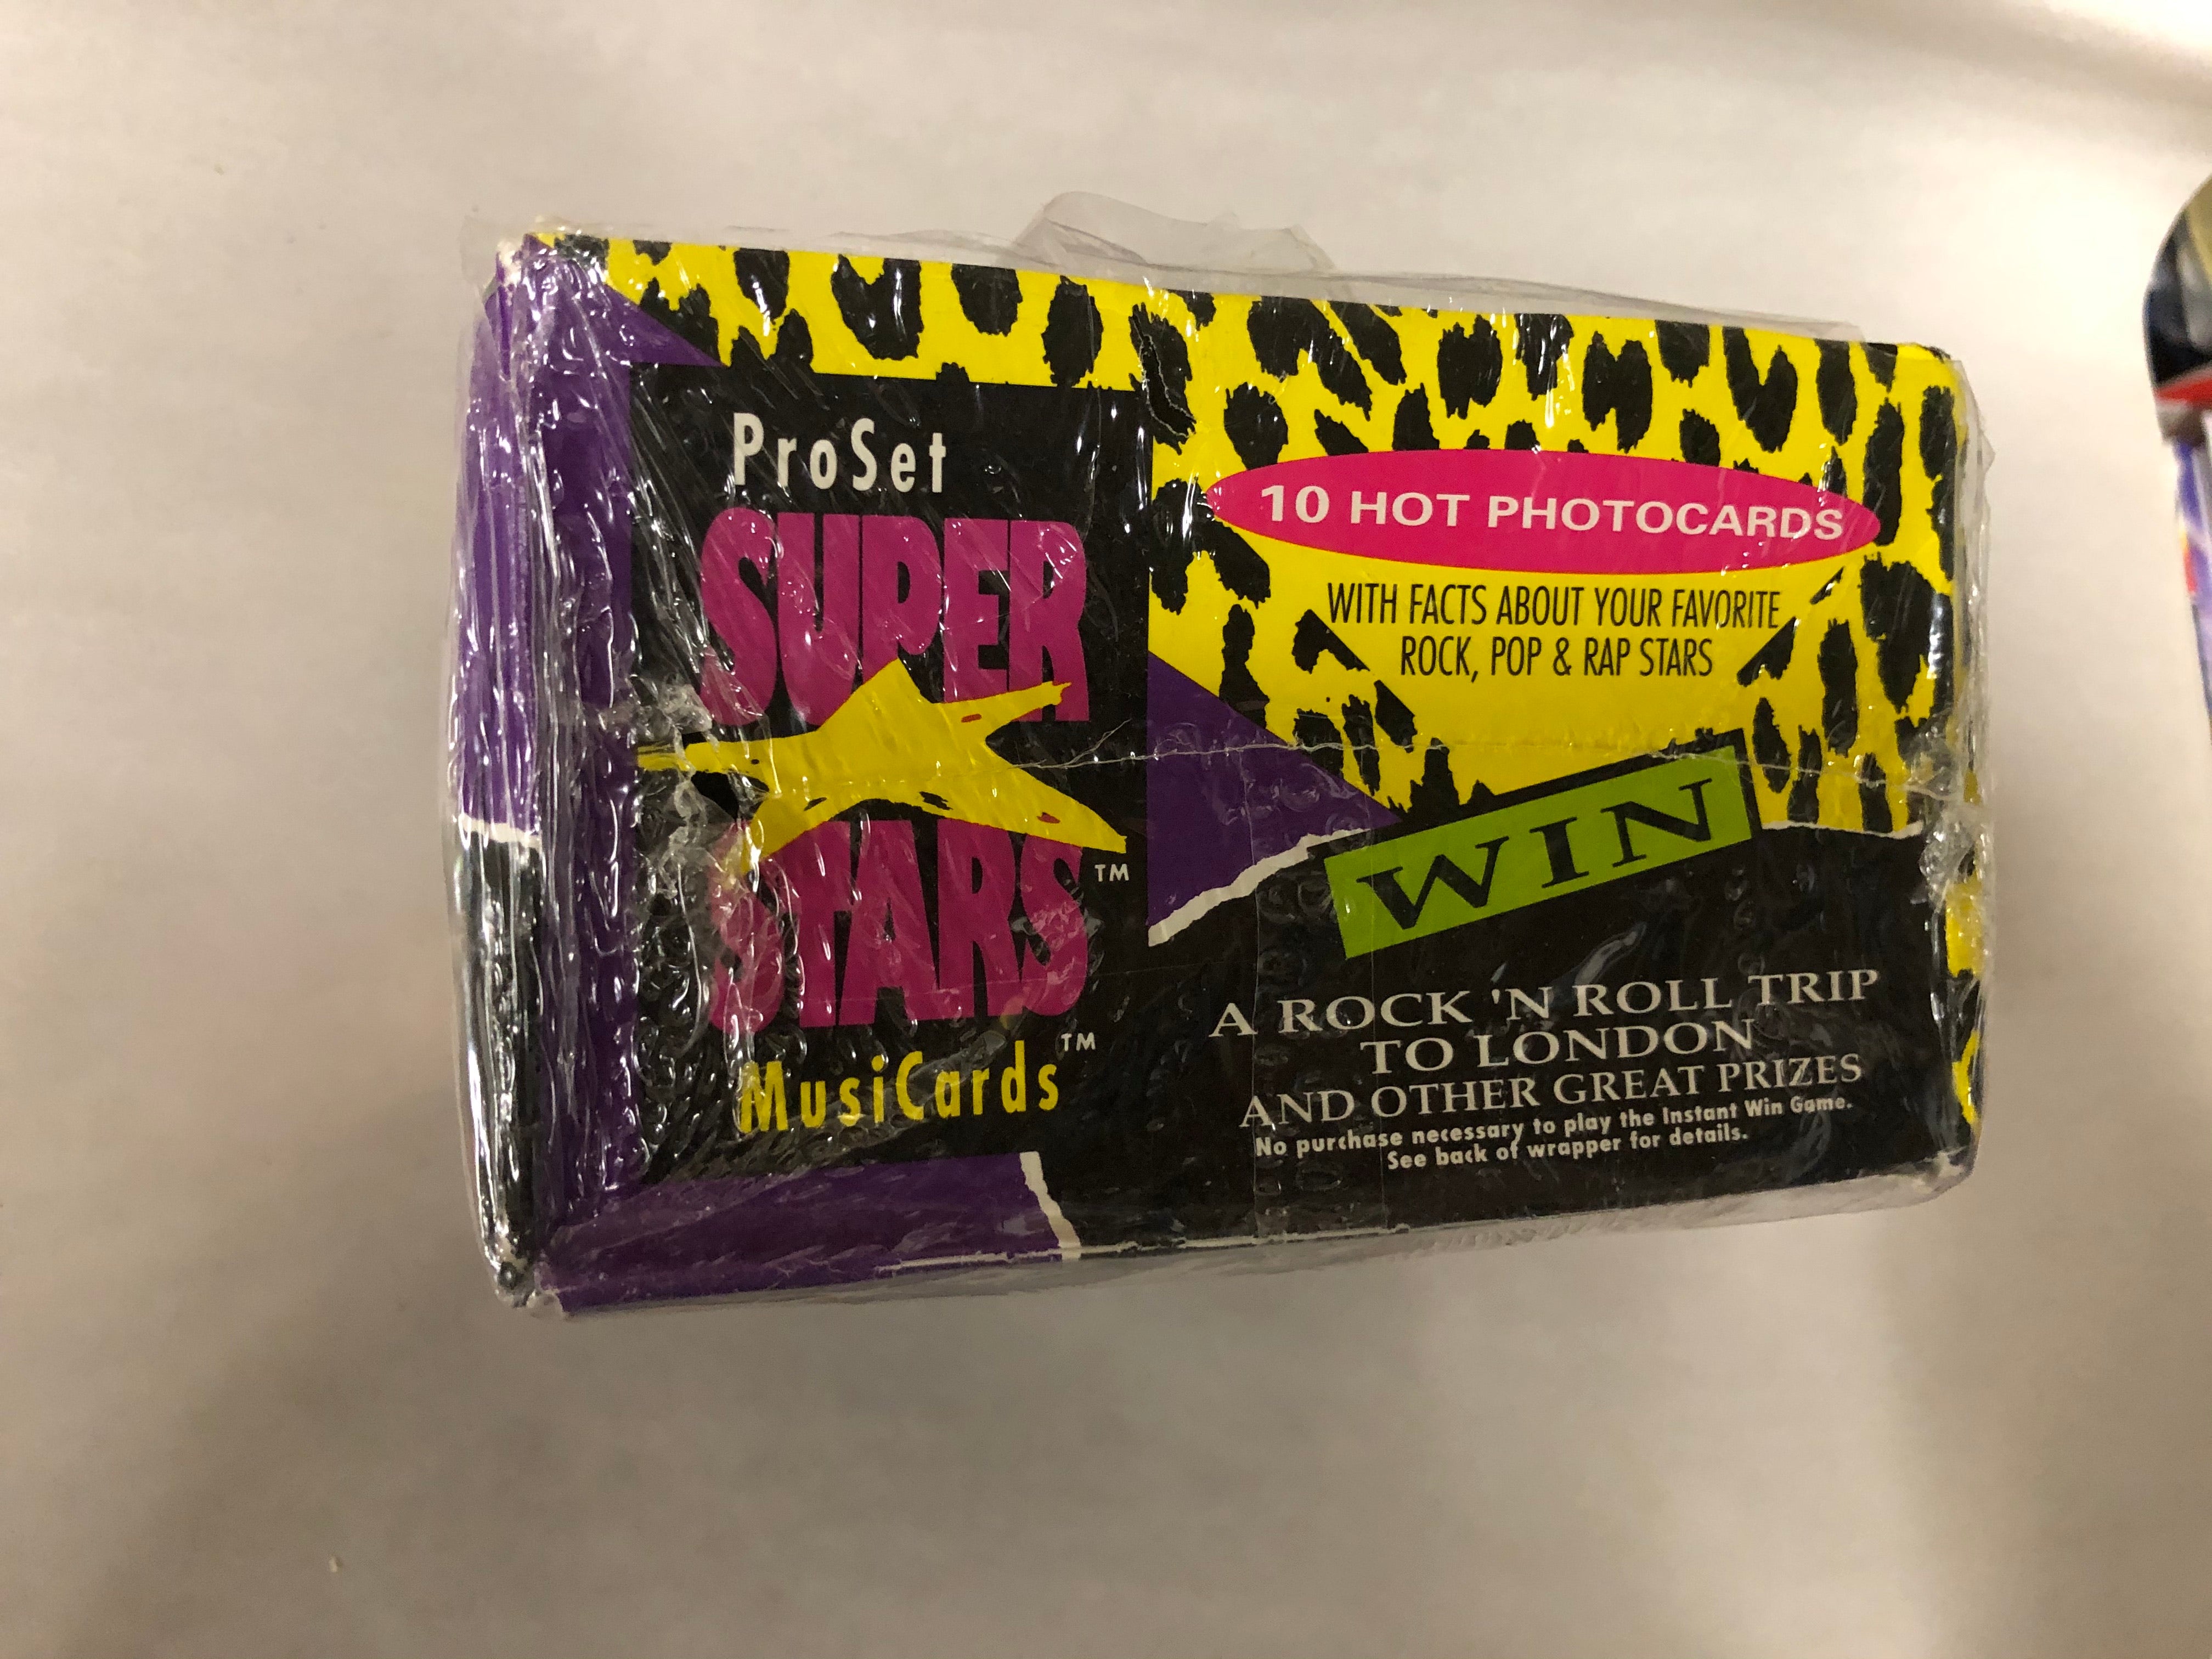 ProSet
SUPER
STARS™
MusiCards™
10 HOT PHOTOCARDS
WITH FACTS ABOUT YOUR FAVORITE
ROCK, POP & RAP STARS
WIN
A ROCK 'N ROLL TRIP
TO LONDON
AND OTHER GREAT PRIZES
No purchase necessary to play the Instant Win Game.
See back of wrapper for details.